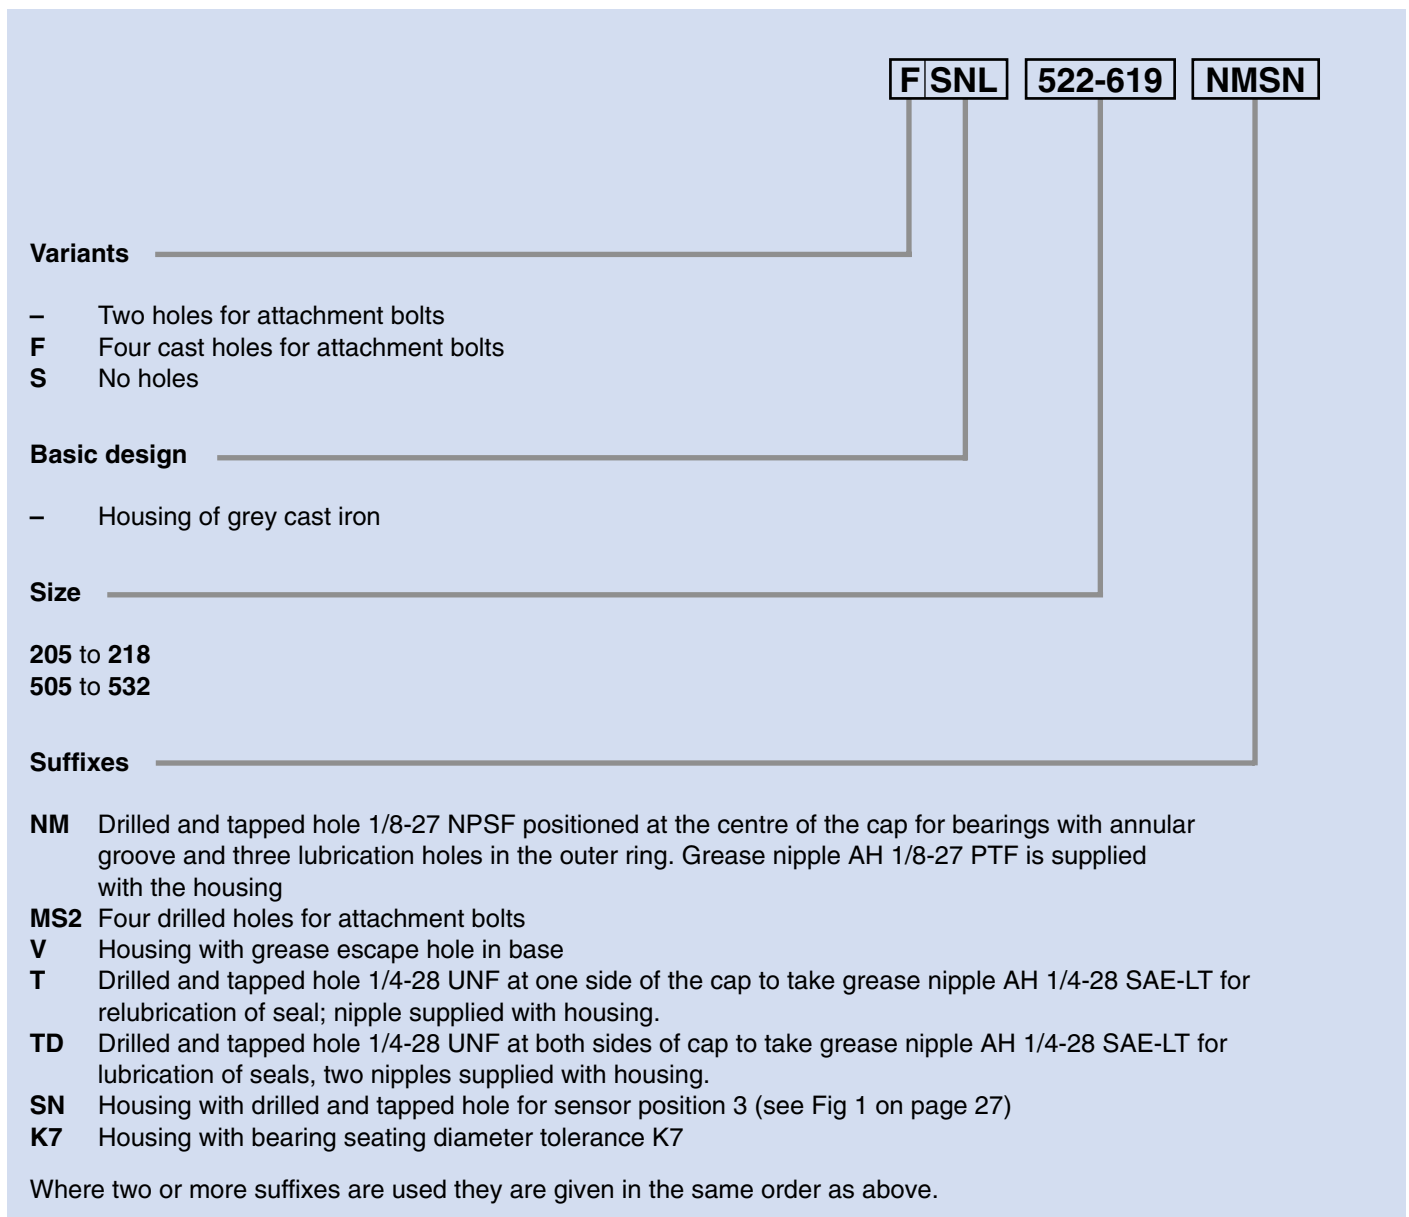 F SNL 522-619 NMSN
Variants
– Two holes for attachment bolts
F Four cast holes for attachment bolts
S No holes
Basic design
– Housing of grey cast iron
Size
205 to 218
505 to 532
Suffixes
NM Drilled and tapped hole 1/8-27 NPSF positioned at the centre of the cap for bearings with annular
groove and three lubrication holes in the outer ring. Grease nipple AH 1/8-27 PTF is supplied
with the housing
MS2 Four drilled holes for attachment bolts
V Housing with grease escape hole in base
T Drilled and tapped hole 1/4-28 UNF at one side of the cap to take grease nipple AH 1/4-28 SAE-LT for
relubrication of seal; nipple supplied with housing.
TD Drilled and tapped hole 1/4-28 UNF at both sides of cap to take grease nipple AH 1/4-28 SAE-LT for
lubrication of seals, two nipples supplied with housing.
SN Housing with drilled and tapped hole for sensor position 3 (see Fig 1 on page 27)
K7 Housing with bearing seating diameter tolerance K7
Where two or more suffixes are used they are given in the same order as above.